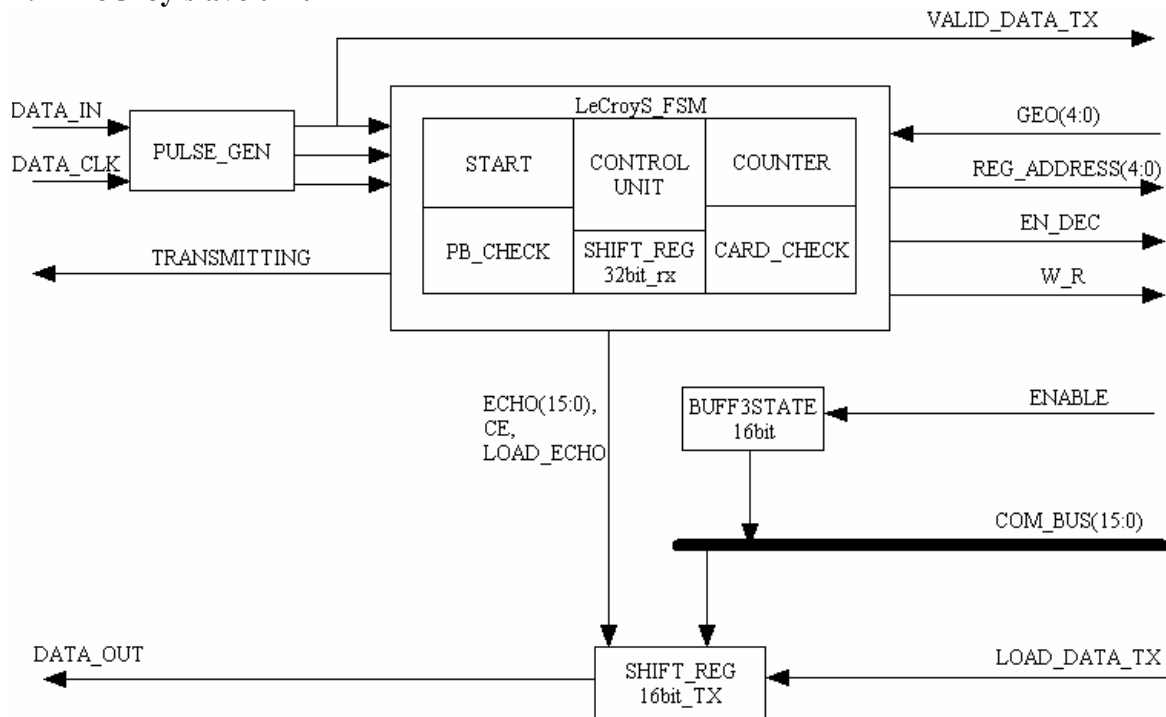 VALID_DATA_TX
DATA_IN
LeCroyS_FSM
GEO(4:0)
PULSE_GEN
START
CONTROL
UNIT
COUNTER
DATA_CLK
REG_ADDRESS(4:0)
EN_DEC
PB_CHECK
SHIFT_REG
32bit_rx
CARD_CHECK
TRANSMITTING
W_R
ECHO(15:0),
CE,
LOAD_ECHO
BUFF3STATE
16bit
ENABLE
COM_BUS(15:0)
DATA_OUT
SHIFT_REG
16bit_TX
LOAD_DATA_TX